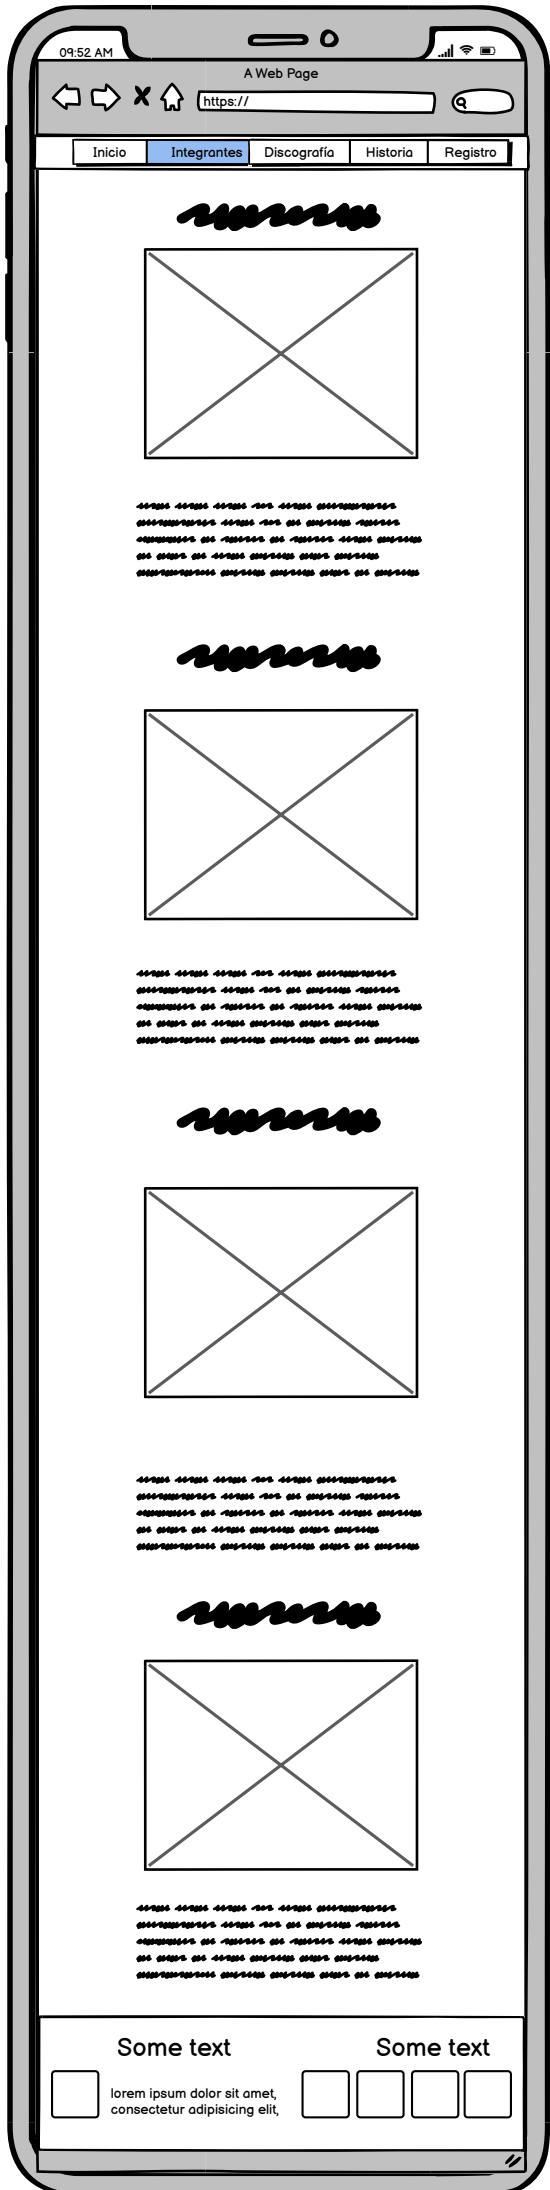 09:52 AM
A Web Page
https://
Inicio Integrantes Discografía Historia Registro
Some text
Some text
lorem ipsum dolor sit amet,
consectetur adipisicing elit,